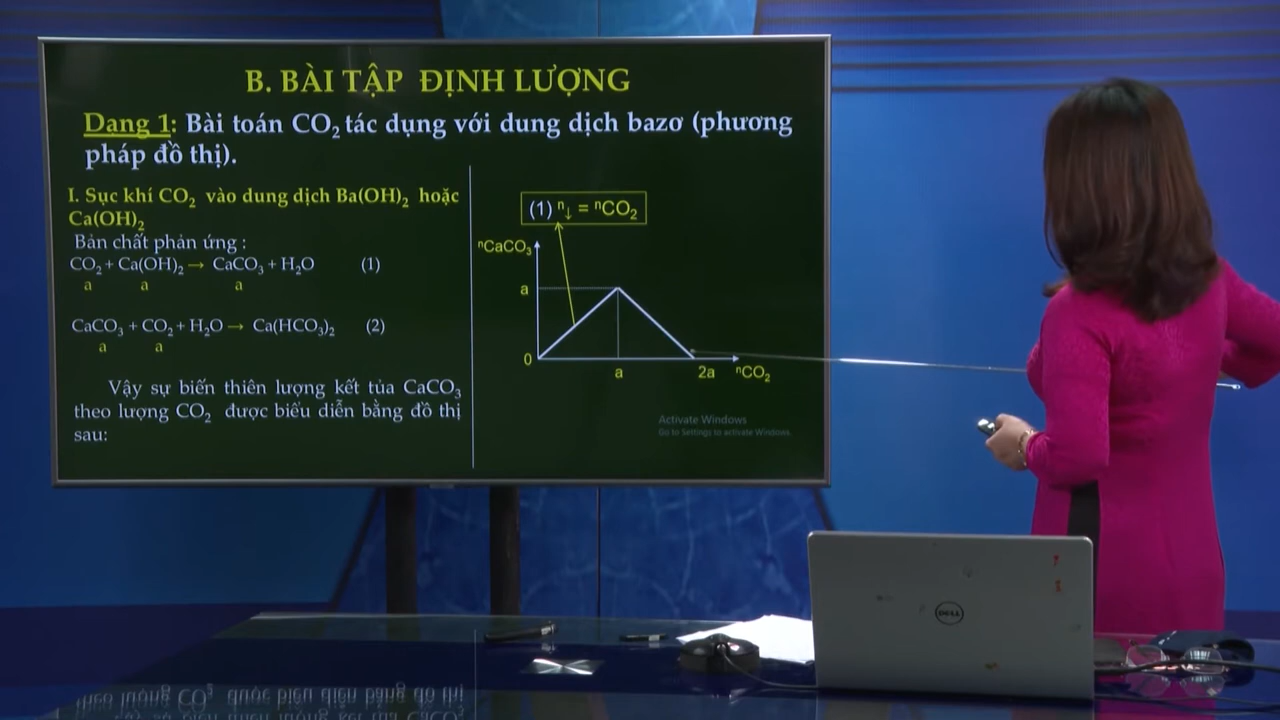 B. BÀI TẬP ĐỊNH LƯỢNG
Dạng 1: Bài toán CO₂ tác dụng với dung dịch bazơ (phương
pháp đồ thị).
I. Sục khí CO₂ vào dung dịch Ba(OH)₂ hoặc
Ca(OH)₂
Bản chất phản ứng :
CO₂ + Ca(OH)₂ → CaCO₃ + H₂O (1)
a a a
CaCO₃ + CO₂ + H₂O → Ca(HCO₃)₂ (2)
a a
Vậy sự biến thiên lượng kết tủa CaCO₃
theo lượng CO₂ được biểu diễn bằng đồ thị
sau:
(1) n↓ = nCO₂
nCaCO₃
a
0
a 2a nCO₂
Activate Windows
Go to Settings to activate Windows.
DELL